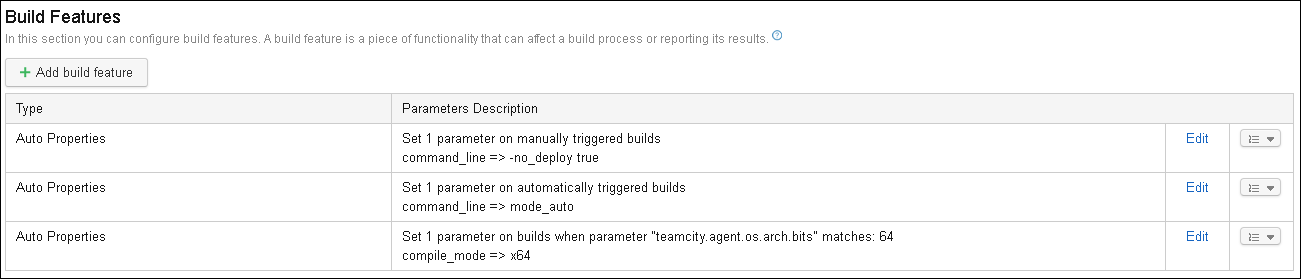 Build Features
In this section you can configure build features. A build feature is a piece of functionality that can affect a build process or reporting its results. ?
+ Add build feature
Type Parameters Description
Auto Properties Set 1 parameter on manually triggered builds Edit
command_line => -no_deploy true
Auto Properties Set 1 parameter on automatically triggered builds Edit
command_line => mode_auto
Auto Properties Set 1 parameter on builds when parameter "teamcity.agent.os.arch.bits" matches: 64 Edit
compile_mode => x64